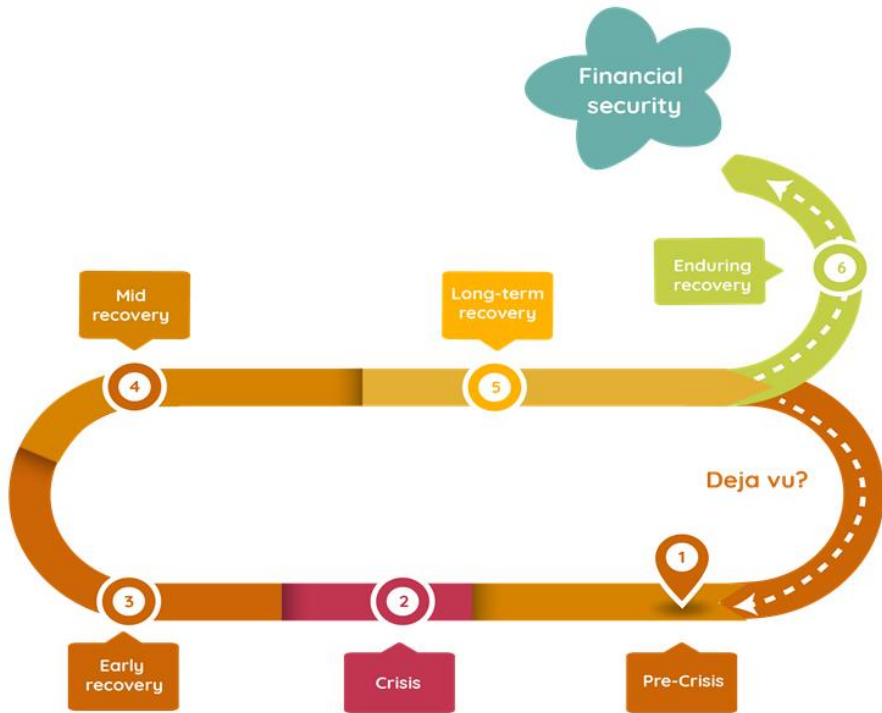 Financial
security
Enduring
recovery
6
Mid
recovery
Long-term
recovery
4
5
Deja vu?
1
3
2
Early
recovery
Crisis
Pre-Crisis